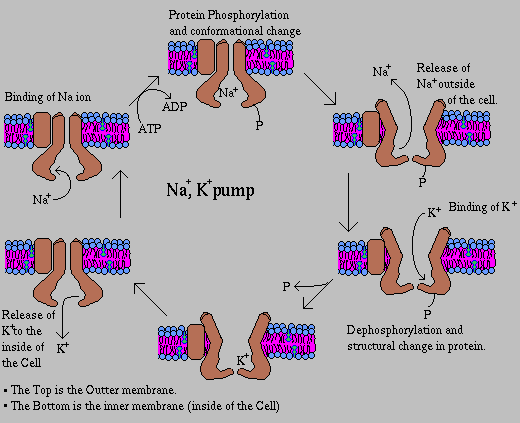 Protein Phosphorylation
and conformational change
Na⁺
P
ADP
ATP
Na⁺
Release of
Na⁺outside
of the cell.
P
K⁺
Binding of K⁺
P
P
Dephosphorylation and
structural change in protein.
K⁺
Release of
K⁺to the
inside of
the Cell
K⁺
Binding of Na ion
Na⁺
Na⁺, K⁺pump
• The Top is the Outter membrane.
• The Bottom is the inner membrane (inside of the Cell)